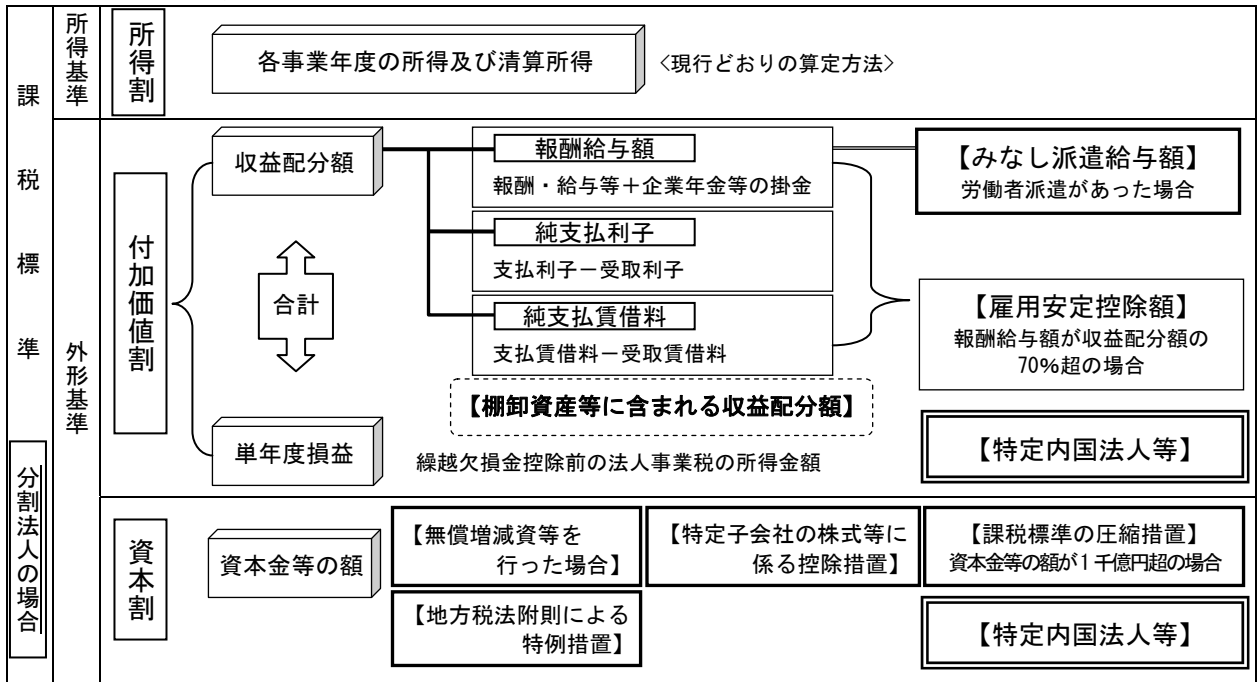 課税標準
分割法人の場合
所得基準
所得割
各事業年度の所得及び清算所得
<現行どおりの算定方法>
外形基準
付加価値割
収益配分額
報酬給与額
報酬・給与等＋企業年金等の掛金
【みなし派遣給与額】
労働者派遣があった場合
純支払利子
支払利子－受取利子
合計
純支払賃借料
支払賃借料－受取賃借料
【雇用安定控除額】
報酬給与額が収益配分額の
70%超の場合
【棚卸資産等に含まれる収益配分額】
単年度損益
繰越欠損金控除前の法人事業税の所得金額
【特定内国法人等】
資本割
資本金等の額
【無償増減資等を
行った場合】
【特定子会社の株式等に
係る控除措置】
【課税標準の圧縮措置】
資本金等の額が１千億円超の場合
【地方税法附則による
特例措置】
【特定内国法人等】